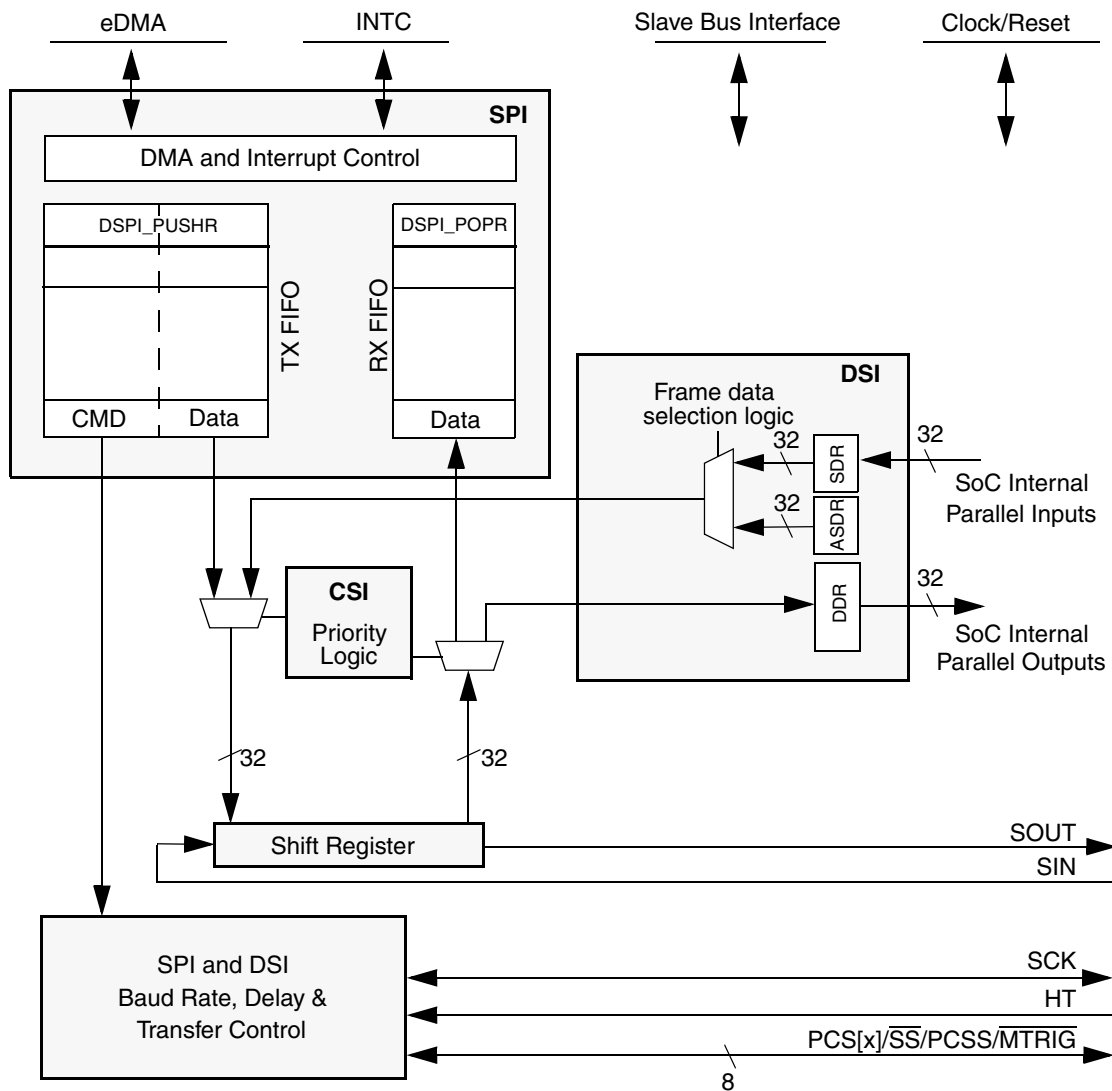 eDMA
INTC
Slave Bus Interface
Clock/Reset
SPI
DMA and Interrupt Control
DSPI_PUSHR
DSPI_POPR
TX FIFO
RX FIFO
CMD
Data
Data
DSI
Frame data
selection logic
32
SDR
32
SoC Internal
Parallel Inputs
32
ASDR
CSI
Priority
Logic
DDR
32
SoC Internal
Parallel Outputs
32
32
Shift Register
SOUT
SIN
SPI and DSI
Baud Rate, Delay &
Transfer Control
SCK
HT
PCS[x]/S̅S̅/PCSS/M̅T̅R̅I̅G̅
8